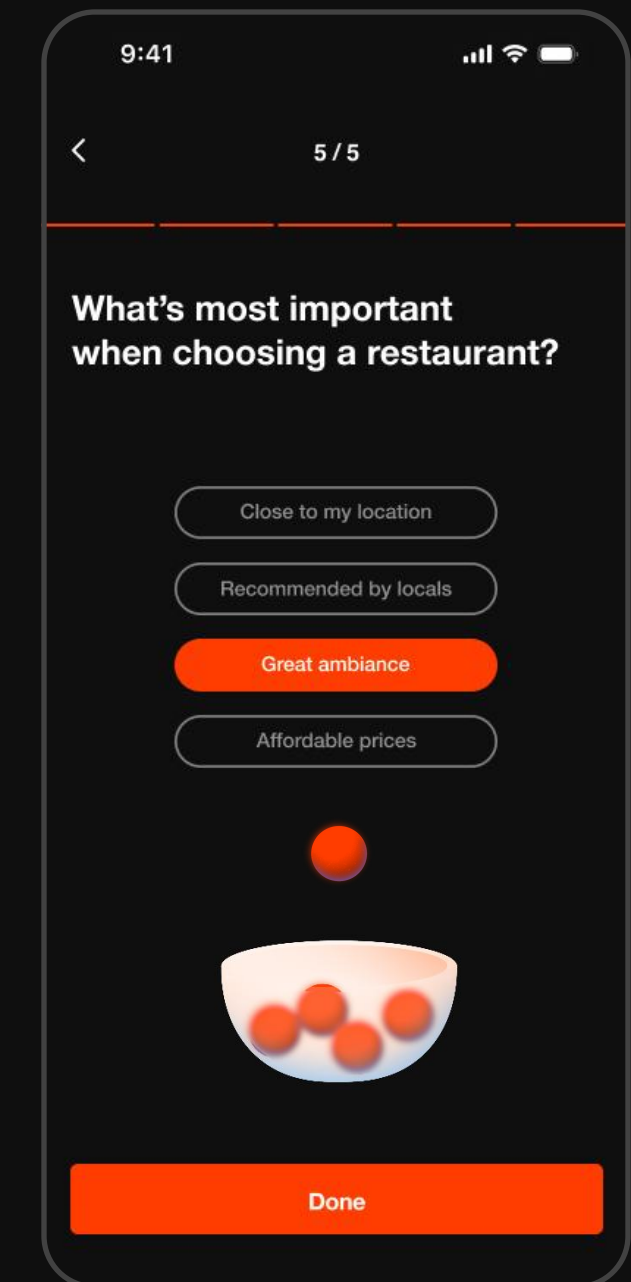 9:41
5 / 5
What’s most important
when choosing a restaurant?
Close to my location
Recommended by locals
Great ambiance
Affordable prices
Done